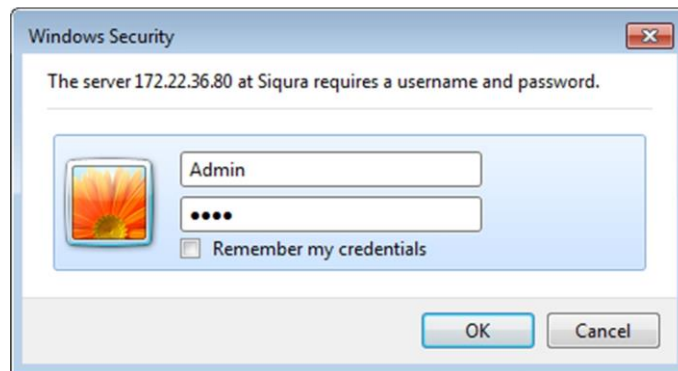 Windows Security
The server 172.22.36.80 at Siqura requires a username and password.
Admin
••••
Remember my credentials
OK
Cancel